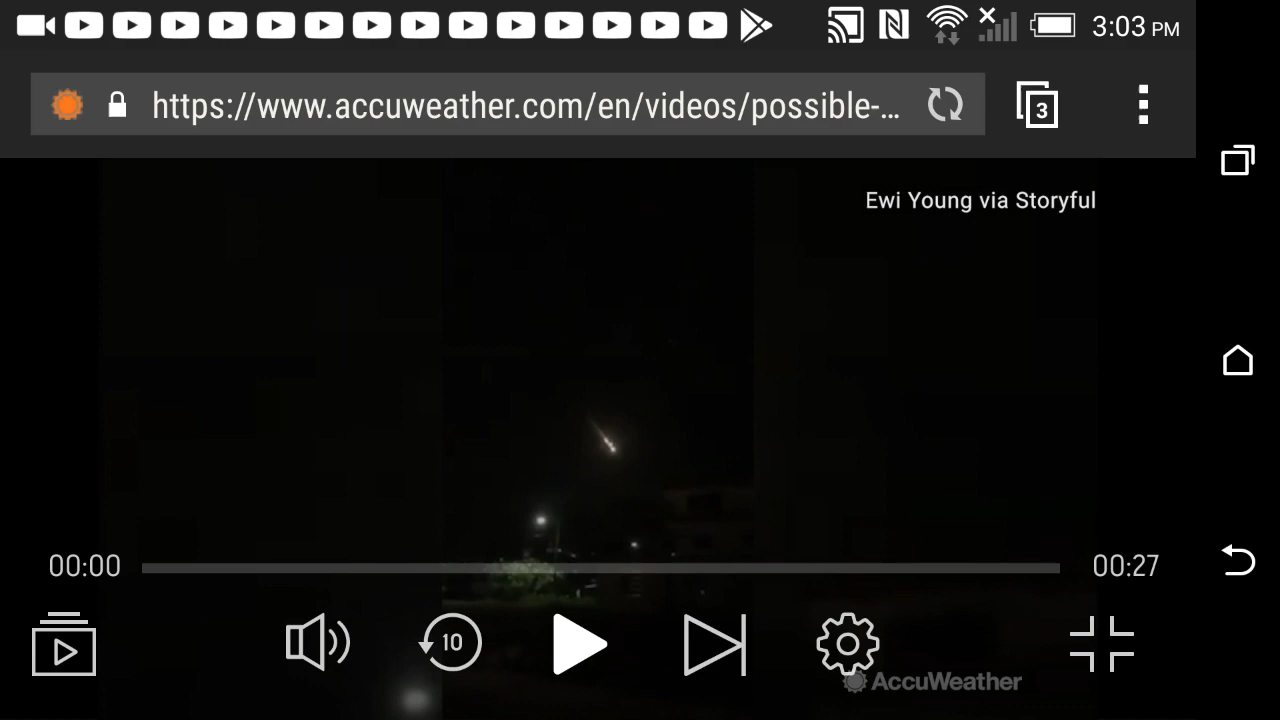 3:03 PM
https://www.accuweather.com/en/videos/possible-...
3
Ewi Young via Storyful
00:00
00:27
10
AccuWeather